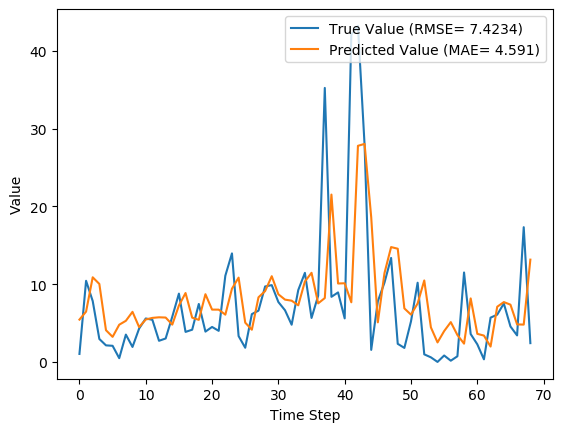 True Value (RMSE= 7.4234)
Predicted Value (MAE= 4.591)
40
30
20
10
0
Value
0 10 20 30 40 50 60 70
Time Step